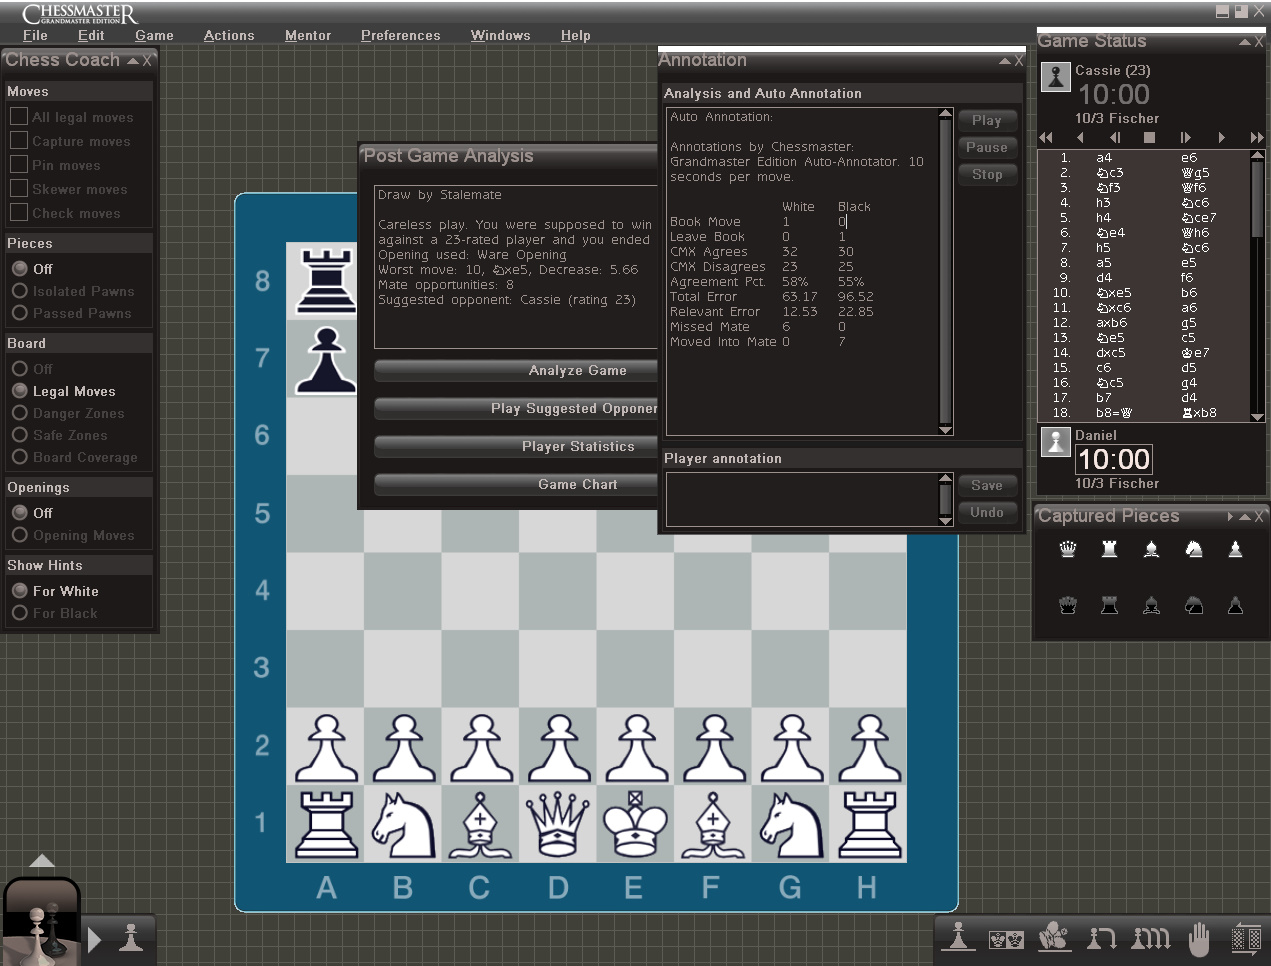 CHESSMASTER
GRANDMASTER EDITION
File Edit Game Actions Mentor Preferences Windows Help
Chess Coach
Moves
All legal moves
Capture moves
Pin moves
Skewer moves
Check moves
Pieces
Off
Isolated Pawns
Passed Pawns
Board
Off
Legal Moves
Danger Zones
Safe Zones
Board Coverage
Openings
Off
Opening Moves
Show Hints
For White
For Black
Post Game Analysis
Draw by Stalemate
Careless play. You were supposed to win
against a 23-rated player and you ended
Opening used: Ware Opening
Worst move: 10, ♘xe5, Decrease: 5.66
Mate opportunities: 8
Suggested opponent: Cassie (rating 23)
Analyze Game
Play Suggested Opponen
Player Statistics
Game Chart
Annotation
Analysis and Auto Annotation
Auto Annotation:
Annotations by Chessmaster:
Grandmaster Edition Auto-Annotator. 10
seconds per move.
White Black
Book Move 1 0
Leave Book 0 1
CMX Agrees 32 30
CMX Disagrees 23 25
Agreement Pct. 58% 55%
Total Error 63.17 96.52
Relevant Error 12.53 22.85
Missed Mate 6 0
Moved Into Mate 0 7
Play
Pause
Stop
Player annotation
Save
Undo
Game Status
Cassie (23)
10:00
10/3 Fischer
1. a4 e6
2. ♘c3 ♕g5
3. ♘f3 ♕f6
4. h3 ♘c6
5. h4 ♘ce7
6. ♘e4 ♕h6
7. h5 ♘c6
8. a5 e5
9. d4 f6
10. ♘xe5 b6
11. ♘xc6 a6
12. axb6 g5
13. ♘e5 c5
14. dxc5 ♚e7
15. c6 d5
16. ♘c5 g4
17. b7 d4
18. b8=♕ ♜xb8
Daniel
10:00
10/3 Fischer
Captured Pieces
8
7
6
5
4
3
2
1
A B C D E F G H